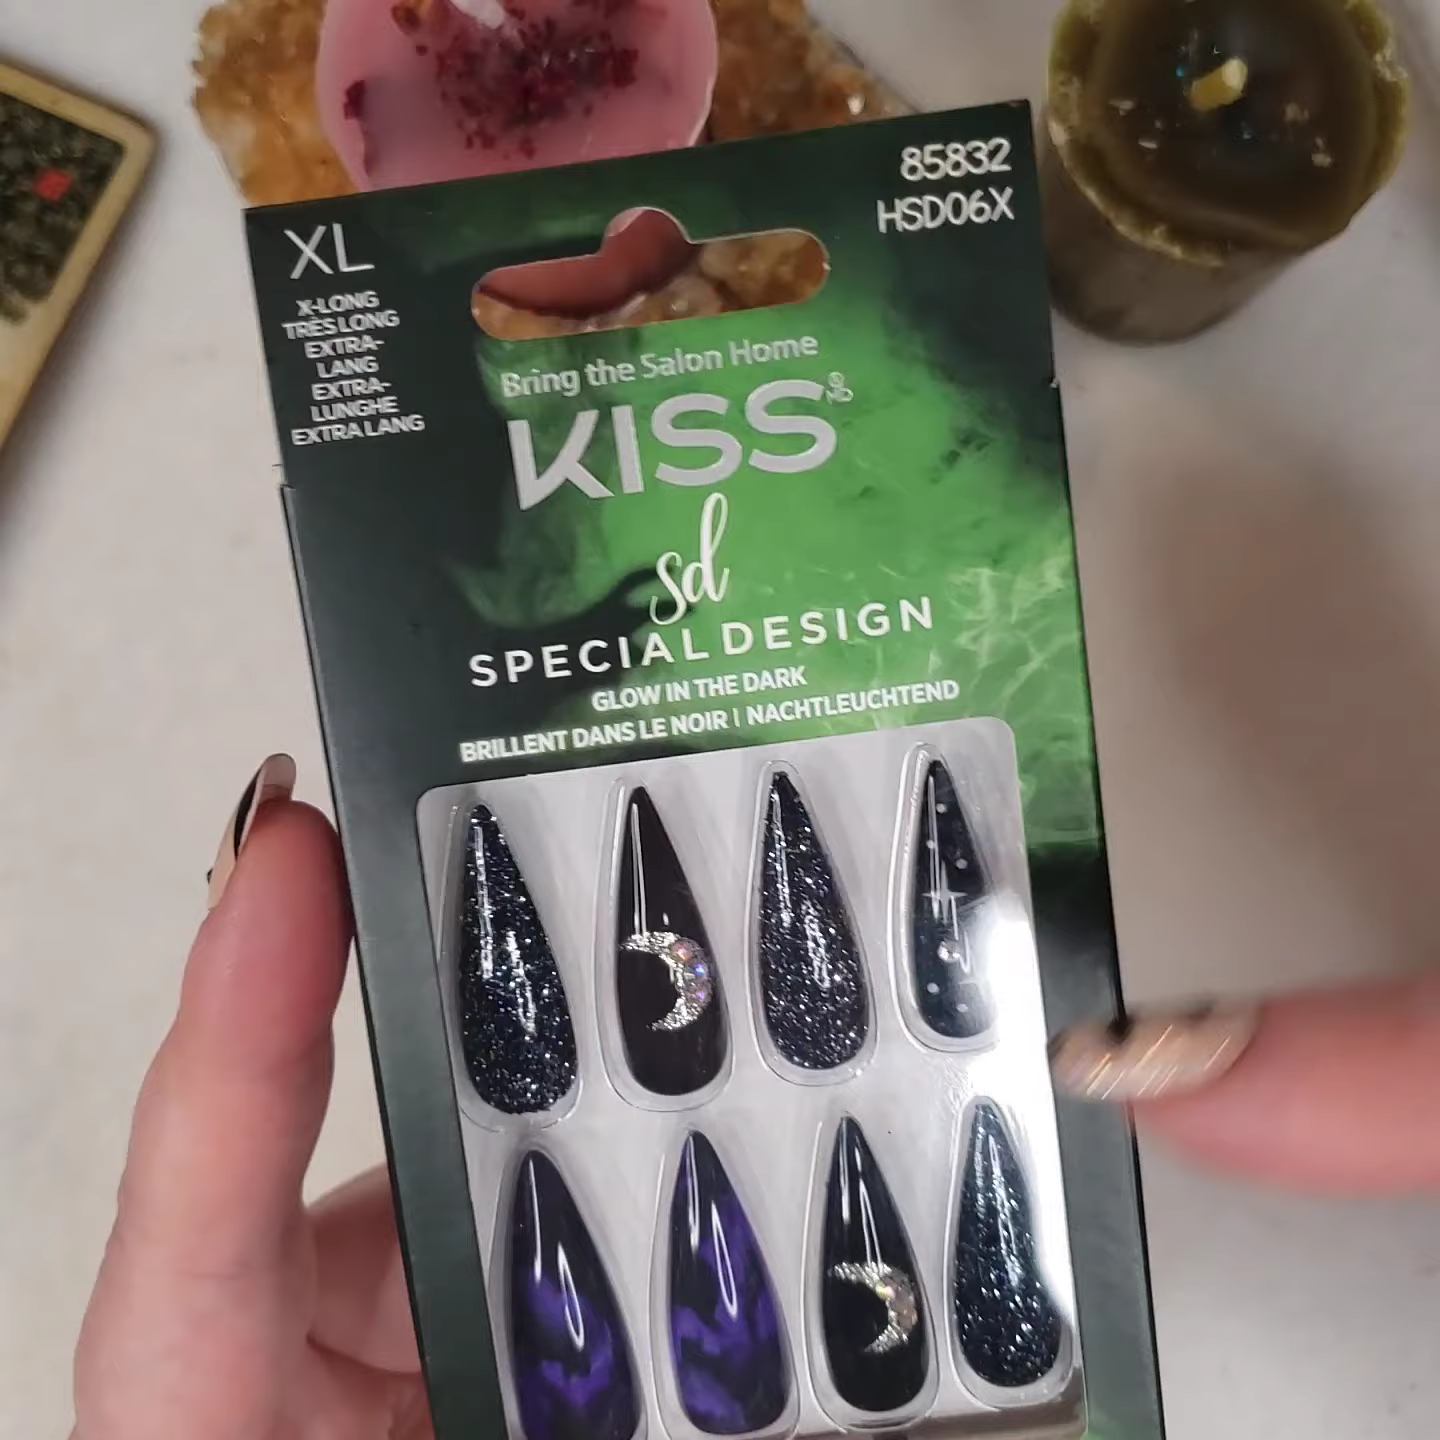 85832
HSD06X
XL
X-LONG
TRÈS LONG
EXTRA-
LANG
EXTRA-
LUNGHE
EXTRA LANG
Bring the Salon Home
KISS
sd
SPECIAL DESIGN
GLOW IN THE DARK
BRILLENT DANS LE NOIR | NACHTLEUCHTEND